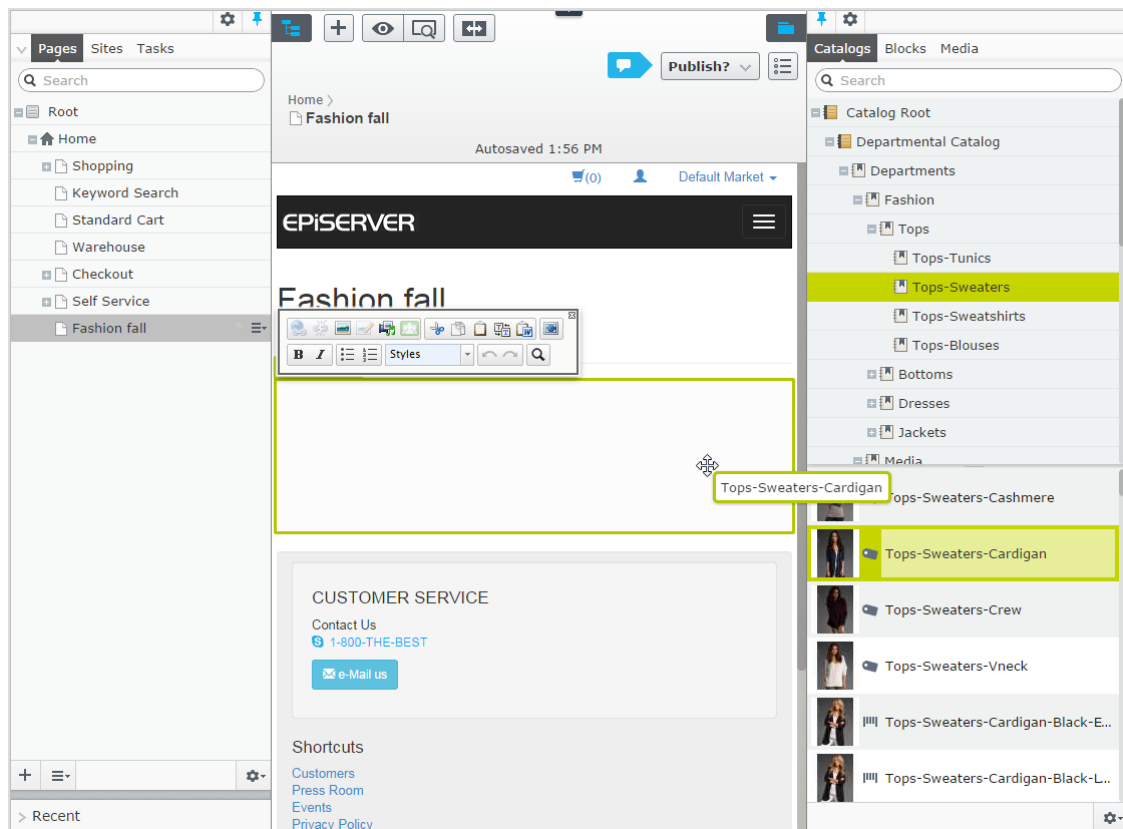 Pages Sites Tasks
Search
Root
Home
Shopping
Keyword Search
Standard Cart
Warehouse
Checkout
Self Service
Fashion fall
Recent
Publish?
Home
Fashion fall
Autosaved 1:56 PM
(0) Default Market
EPiSERVER
Fashion fall
B I Styles
Tops-Sweaters-Cardigan
CUSTOMER SERVICE
Contact Us
1-800-THE-BEST
e-Mail us
Shortcuts
Customers
Press Room
Events
Privacy Policy
Catalogs Blocks Media
Search
Catalog Root
Departmental Catalog
Departments
Fashion
Tops
Tops-Tunics
Tops-Sweaters
Tops-Sweatshirts
Tops-Blouses
Bottoms
Dresses
Jackets
Media
Tops-Sweaters-Cashmere
Tops-Sweaters-Cardigan
Tops-Sweaters-Crew
Tops-Sweaters-Vneck
Tops-Sweaters-Cardigan-Black-E...
Tops-Sweaters-Cardigan-Black-L...